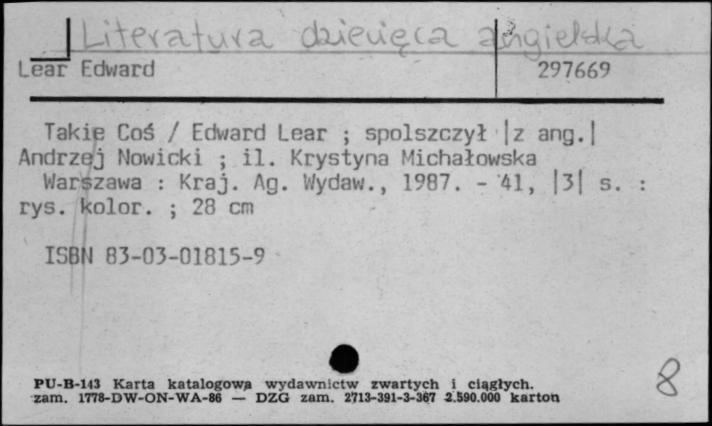 Literatura dziecięca angielska
Lear Edward 297669
Takie Coś / Edward Lear ; spolszczył |z ang.|
Andrzej Nowicki ; il. Krystyna Michałowska
Warszawa : Kraj. Ag. Wydaw., 1987. - 41, |3| s. :
rys. kolor. ; 28 cm
ISBN 83-03-01815-9
8
PU-B-143 Karta katalogowa wydawnictw zwartych i ciągłych.
zam. 1778-DW-ON-WA-86 — DZG zam. 2713-391-3-367 2.590.000 karton